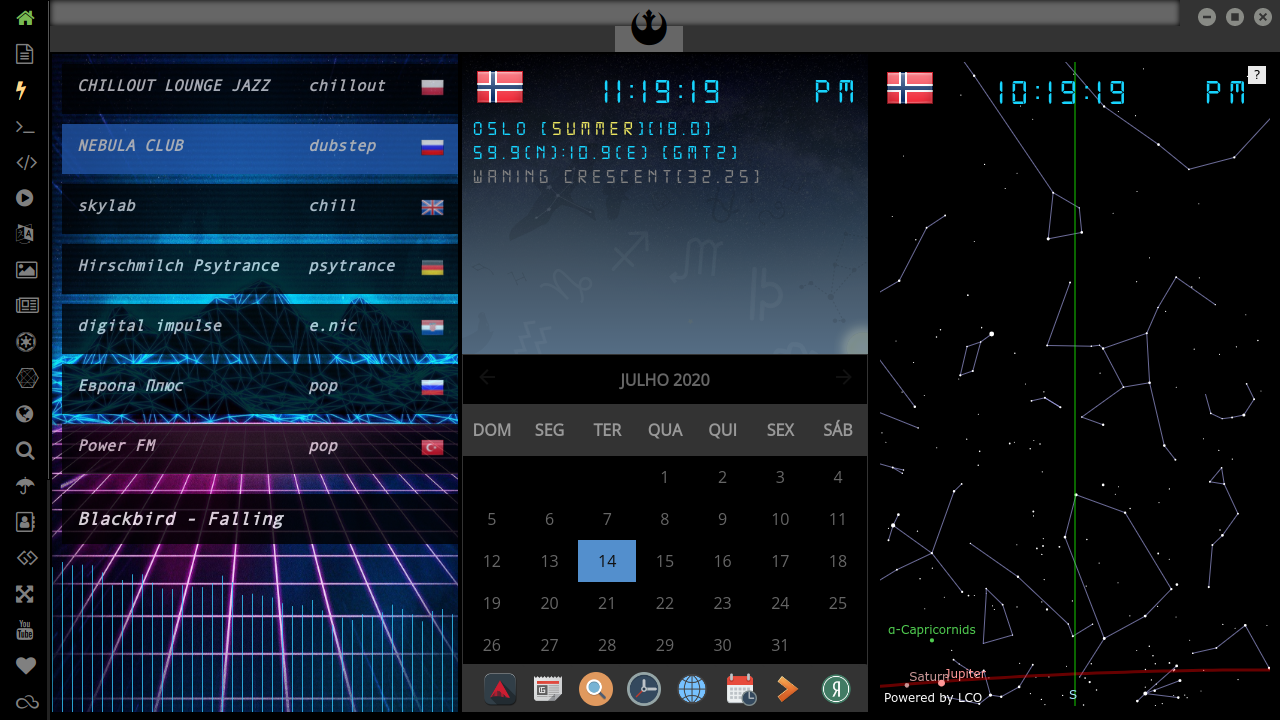 CHILLOUT LOUNGE JAZZ chillout
NEBULA CLUB dubstep
skylab chill
Hirschmilch Psytrance psytrance
digital impulse e.nic
Европа Плюс pop
Power FM pop
Blackbird - Falling
11:19:19 PM
OSLO [SUMMER][18.0]
59.9(N):10.9(E) [GMT2]
WANING CRESCENT[32.25]
JULHO 2020
DOM SEG TER QUA QUI SEX SÁB
1 2 3 4
5 6 7 8 9 10 11
12 13 14 15 16 17 18
19 20 21 22 23 24 25
26 27 28 29 30 31
10:19:19 PM
?
α-Capricornids
Saturn Jupiter
Powered by LCQ
S
You
Tube
Я